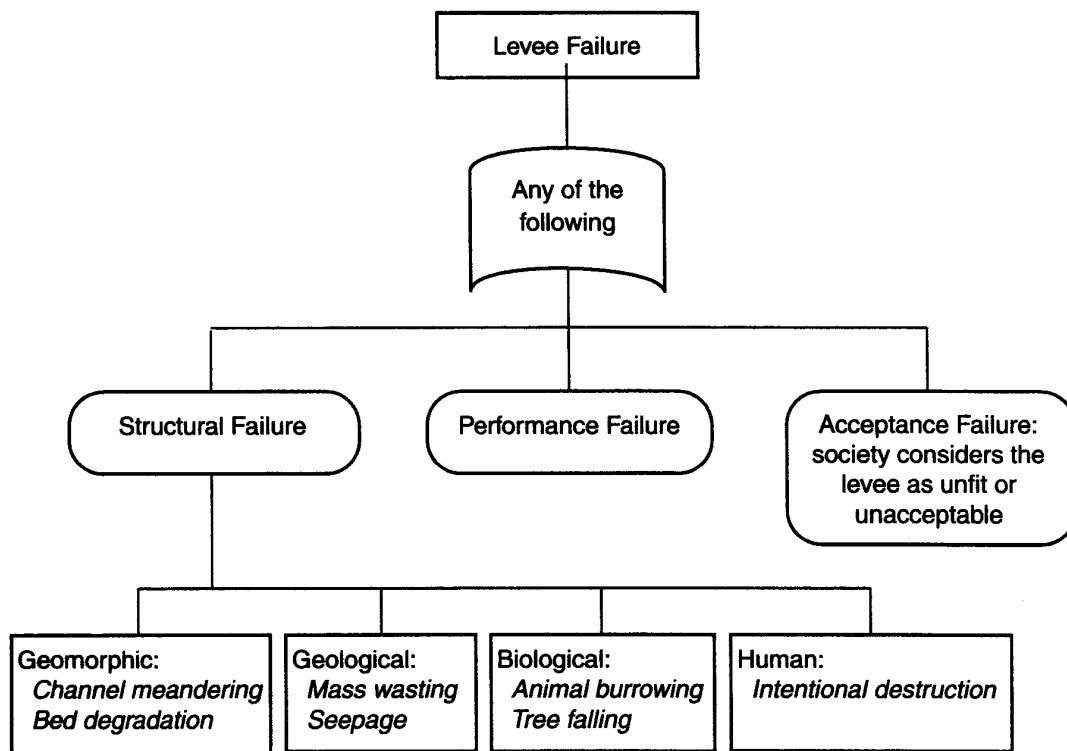 Levee Failure
Any of the
following
Structural Failure
Performance Failure
Acceptance Failure:
society considers the
levee as unfit or
unacceptable
Geomorphic:
Channel meandering
Bed degradation
Geological:
Mass wasting
Seepage
Biological:
Animal burrowing
Tree falling
Human:
Intentional destruction